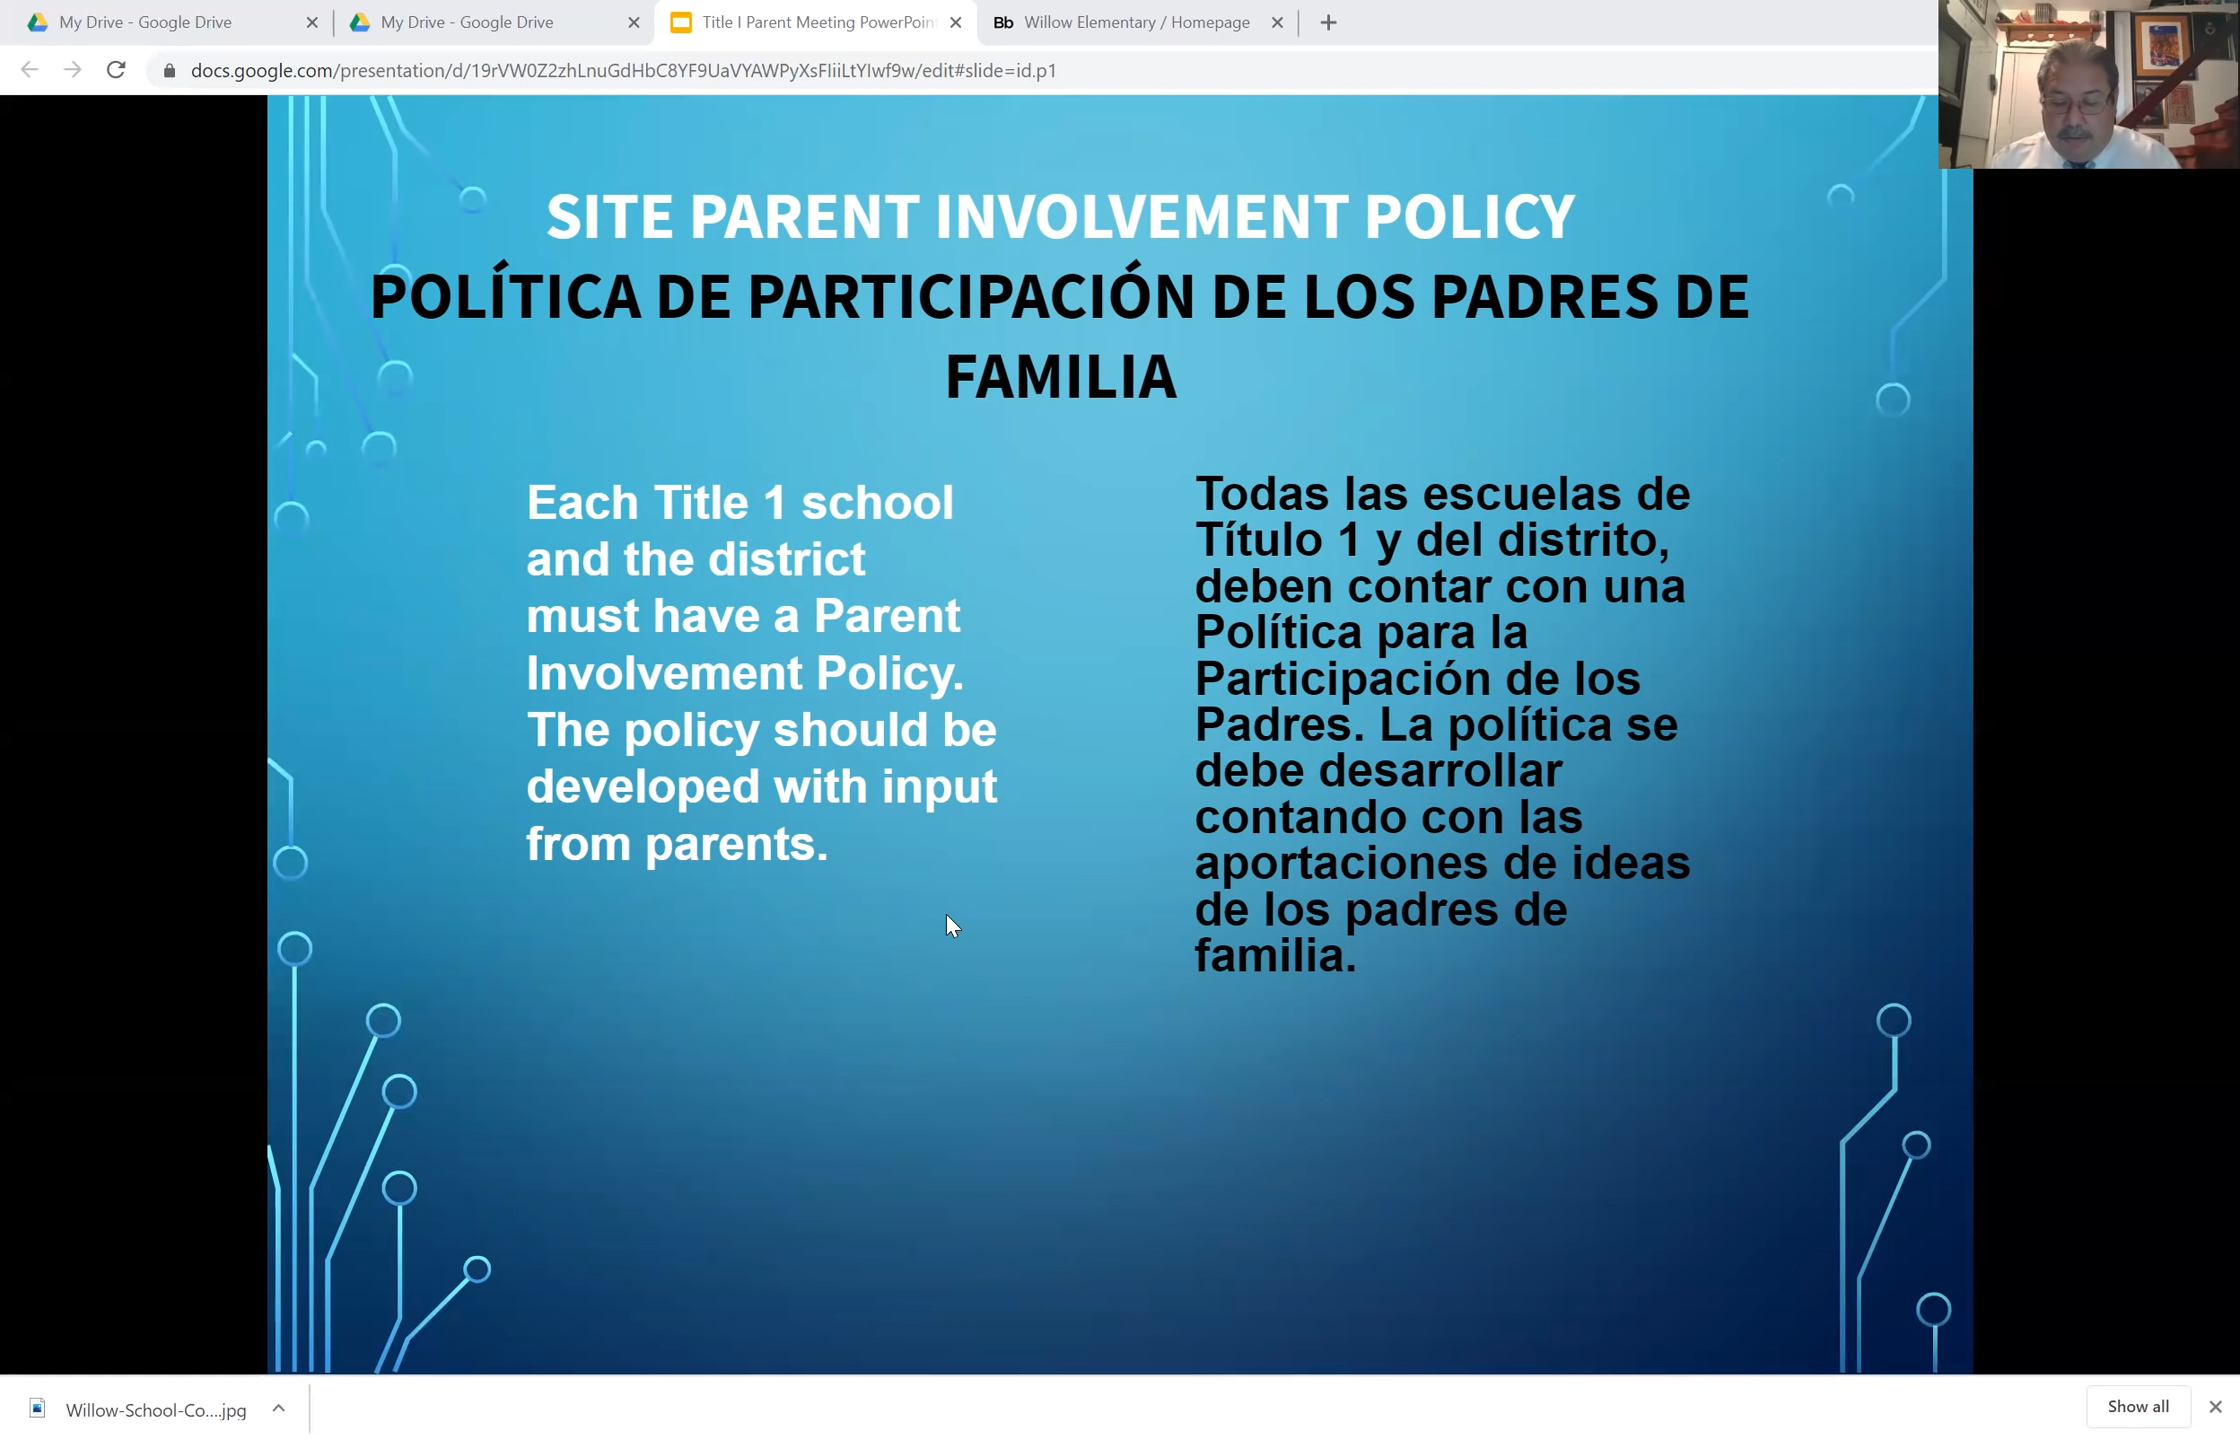 My Drive - Google Drive
My Drive - Google Drive
Title I Parent Meeting PowerPoin
Bb Willow Elementary / Homepage
docs.google.com/presentation/d/19rVW0Z2zhLnuGdHbC8YF9UaVYAWPyXsFIiiLtYIwf9w/edit#slide=id.p1
SITE PARENT INVOLVEMENT POLICY
POLÍTICA DE PARTICIPACIÓN DE LOS PADRES DE
FAMILIA
Each Title 1 school
and the district
must have a Parent
Involvement Policy.
The policy should be
developed with input
from parents.
Todas las escuelas de
Título 1 y del distrito,
deben contar con una
Política para la
Participación de los
Padres. La política se
debe desarrollar
contando con las
aportaciones de ideas
de los padres de
familia.
Willow-School-Co....jpg
Show all